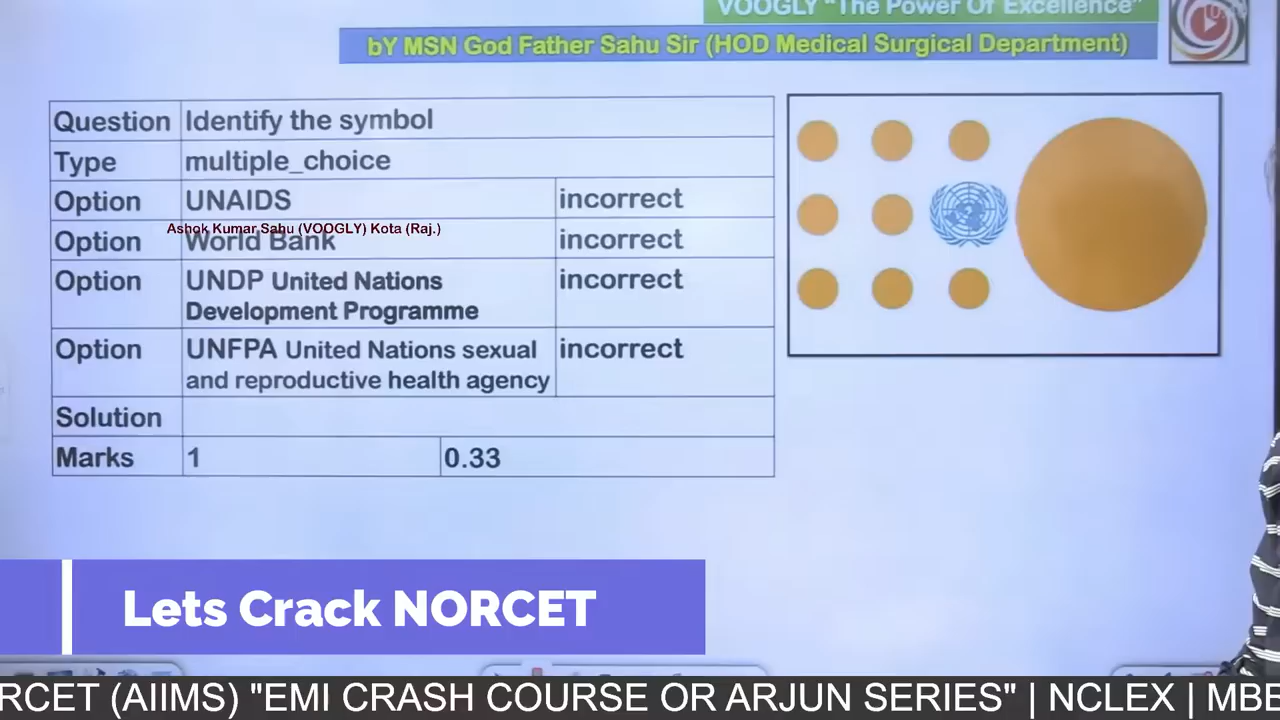 VOOGLY "The Power Of Excellence"
bY MSN God Father Sahu Sir (HOD Medical Surgical Department)
Question Identify the symbol
Type multiple_choice
Option UNAIDS incorrect
Ashok Kumar Sahu (VOOGLY) Kota (Raj.)
Option World Bank incorrect
Option UNDP United Nations incorrect
Development Programme
Option UNFPA United Nations sexual incorrect
and reproductive health agency
Solution
Marks 1 0.33
Lets Crack NORCET
RCET (AIIMS) "EMI CRASH COURSE OR ARJUN SERIES" | NCLEX | MBE